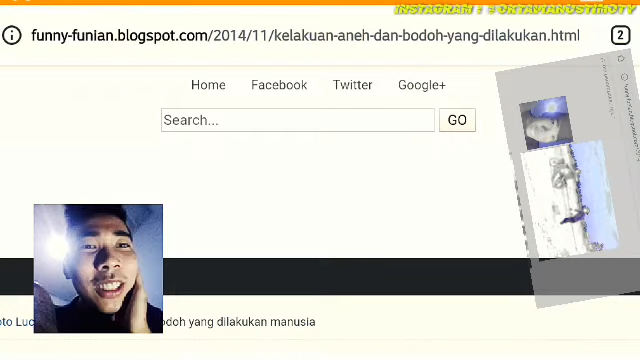 INSTAGRAM : @OKTAVIANUSTIMOTY
funny-funian.blogspot.com/2014/11/kelakuan-aneh-dan-bodoh-yang-dilakukan.html
2
Home Facebook Twitter Google+
Search... GO
oto Luc odoh yang dilakukan manusia